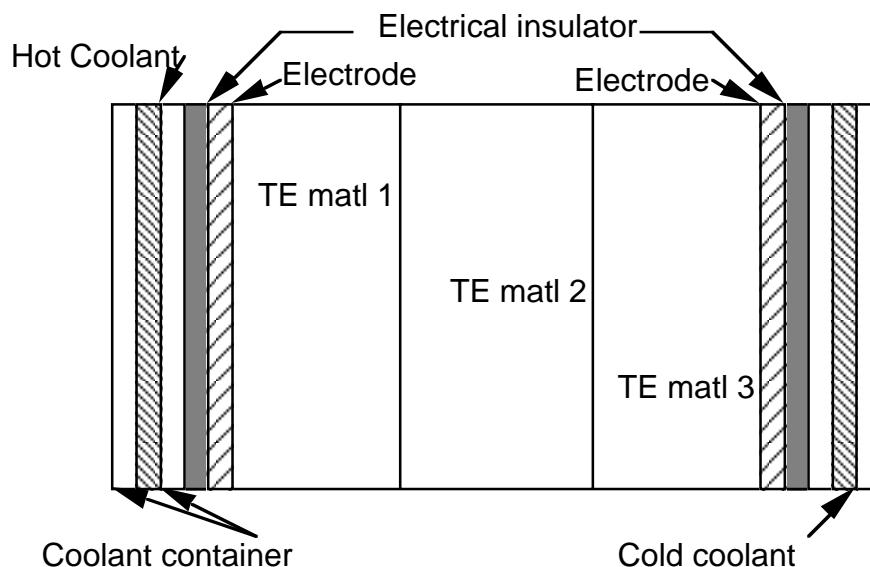 Electrical insulator
Hot Coolant
Electrode
Electrode
TE matl 1
TE matl 2
TE matl 3
Coolant container
Cold coolant